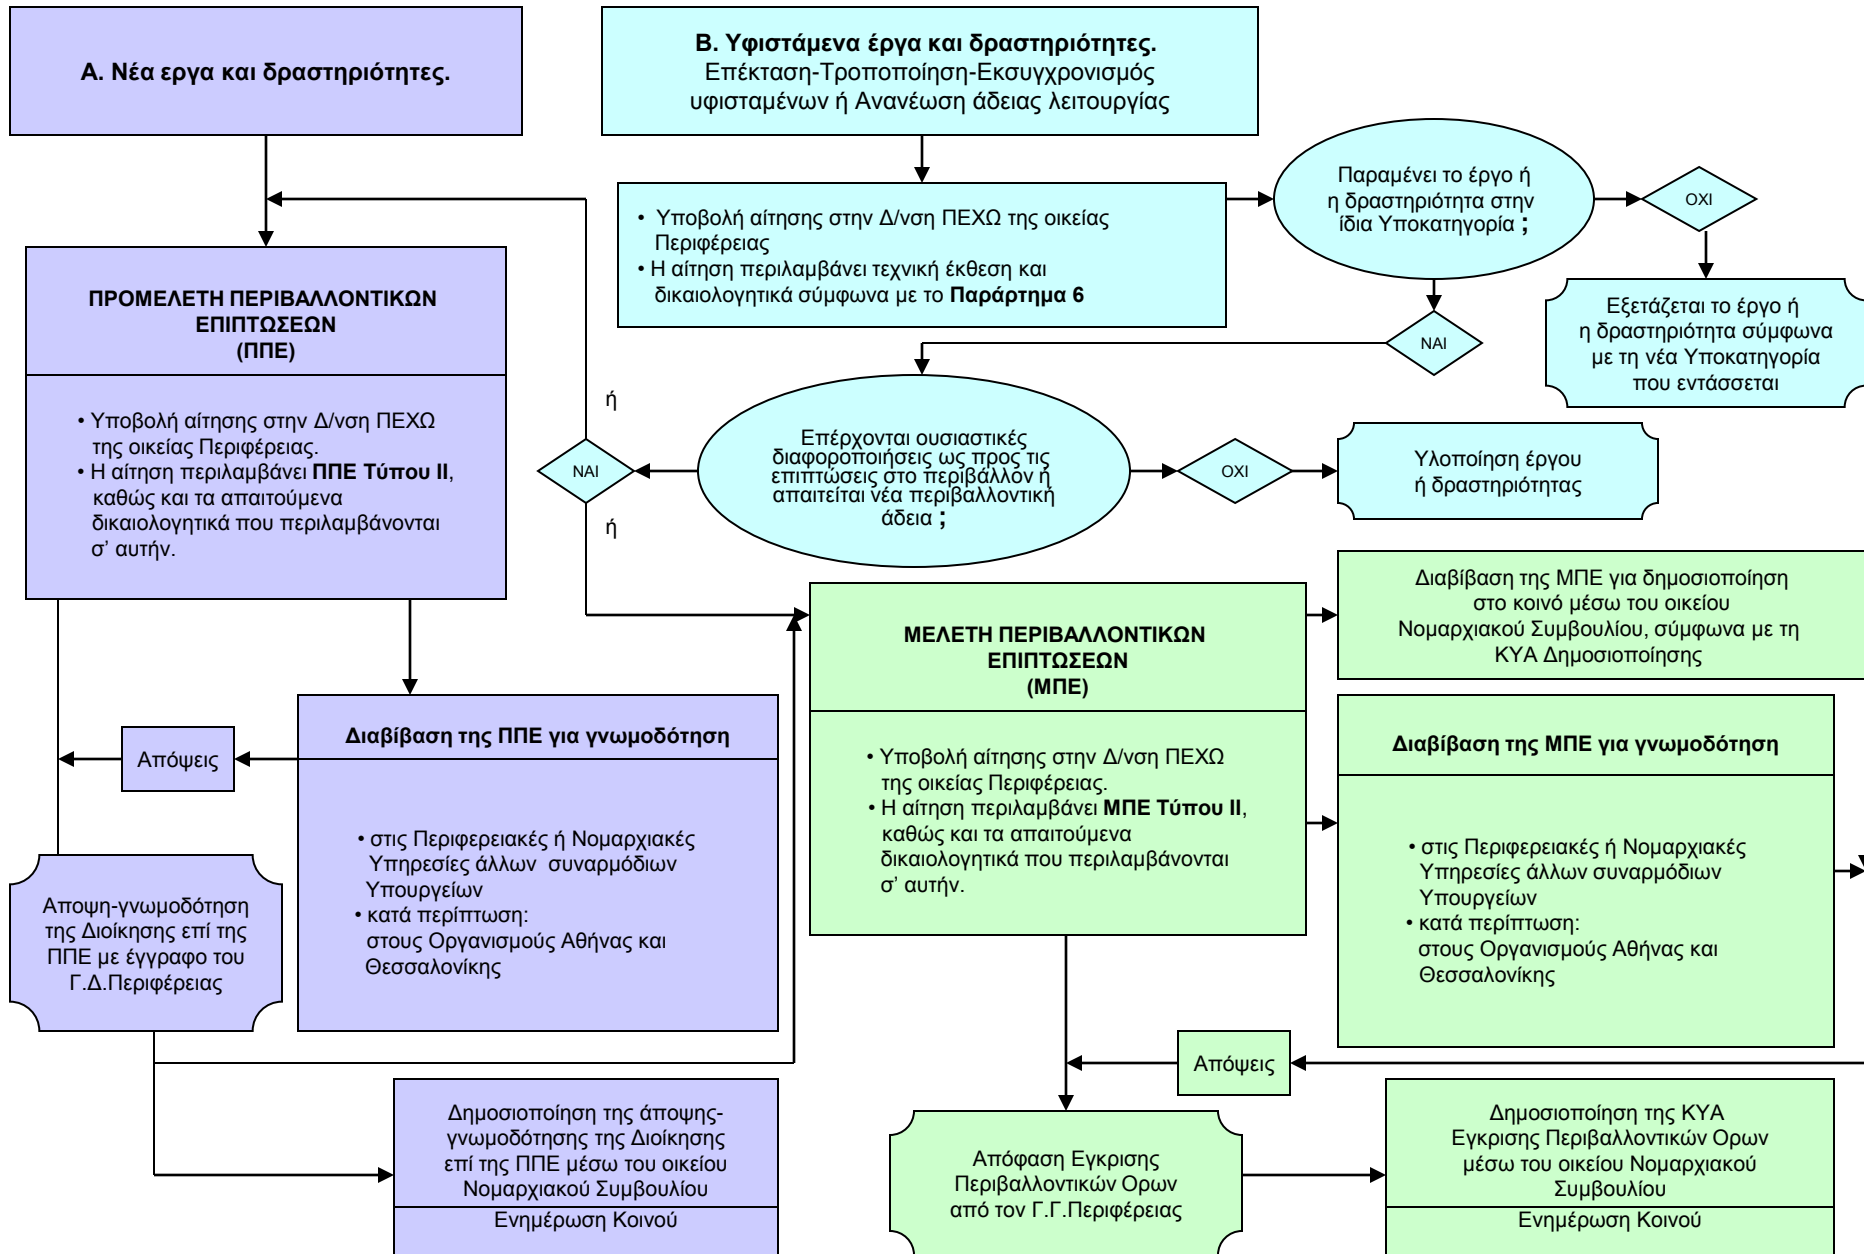 Α. Νέα εργα και δραστηριότητες.
Β. Υφιστάμενα έργα και δραστηριότητες.
Επέκταση-Τροποποίηση-Εκσυγχρονισμός
υφισταμένων ή Ανανέωση άδειας λειτουργίας
• Υποβολή αίτησης στην Δ/νση ΠΕΧΩ της οικείας
Περιφέρειας
• Η αίτηση περιλαμβάνει τεχνική έκθεση και
δικαιολογητικά σύμφωνα με το Παράρτημα 6
Παραμένει το έργο ή
η δραστηριότητα στην
ίδια Υποκατηγορία ;
ΟΧΙ
Εξετάζεται το έργο ή
η δραστηριότητα σύμφωνα
με τη νέα Υποκατηγορία
που εντάσσεται
ΝΑΙ
Επέρχονται ουσιαστικές
διαφοροποιήσεις ως προς τις
επιπτώσεις στο περιβάλλον ή
απαιτείται νέα περιβαλλοντική
άδεια ;
ΟΧΙ
Υλοποίηση έργου
ή δραστηριότητας
ή
ΝΑΙ
ή
ΠΡΟΜΕΛΕΤΗ ΠΕΡΙΒΑΛΛΟΝΤΙΚΩΝ
ΕΠΙΠΤΩΣΕΩΝ
(ΠΠΕ)
• Υποβολή αίτησης στην Δ/νση ΠΕΧΩ
της οικείας Περιφέρειας.
• Η αίτηση περιλαμβάνει ΠΠΕ Τύπου ΙΙ,
καθώς και τα απαιτούμενα
δικαιολογητικά που περιλαμβάνονται
σ’ αυτήν.
Διαβίβαση της ΠΠΕ για γνωμοδότηση
• στις Περιφερειακές ή Νομαρχιακές
Υπηρεσίες άλλων συναρμόδιων
Υπουργείων
• κατά περίπτωση:
στους Οργανισμούς Αθήνας και
Θεσσαλονίκης
Απόψεις
Αποψη-γνωμοδότηση
της Διοίκησης επί της
ΠΠΕ με έγγραφο του
Γ.Δ.Περιφέρειας
Δημοσιοποίηση της άποψης-
γνωμοδότησης της Διοίκησης
επί της ΠΠΕ μέσω του οικείου
Νομαρχιακού Συμβουλίου
Ενημέρωση Κοινού
ΜΕΛΕΤΗ ΠΕΡΙΒΑΛΛΟΝΤΙΚΩΝ
ΕΠΙΠΤΩΣΕΩΝ
(ΜΠΕ)
• Υποβολή αίτησης στην Δ/νση ΠΕΧΩ
της οικείας Περιφέρειας.
• Η αίτηση περιλαμβάνει ΜΠΕ Τύπου ΙΙ,
καθώς και τα απαιτούμενα
δικαιολογητικά που περιλαμβάνονται
σ’ αυτήν.
Διαβίβαση της ΜΠΕ για δημοσιοποίηση
στο κοινό μέσω του οικείου
Νομαρχιακού Συμβουλίου, σύμφωνα με τη
ΚΥΑ Δημοσιοποίησης
Διαβίβαση της ΜΠΕ για γνωμοδότηση
• στις Περιφερειακές ή Νομαρχιακές
Υπηρεσίες άλλων συναρμόδιων
Υπουργείων
• κατά περίπτωση:
στους Οργανισμούς Αθήνας και
Θεσσαλονίκης
Απόψεις
Απόφαση Εγκρισης
Περιβαλλοντικών Ορων
από τον Γ.Γ.Περιφέρειας
Δημοσιοποίηση της ΚΥΑ
Εγκρισης Περιβαλλοντικών Ορων
μέσω του οικείου Νομαρχιακού
Συμβουλίου
Ενημέρωση Κοινού